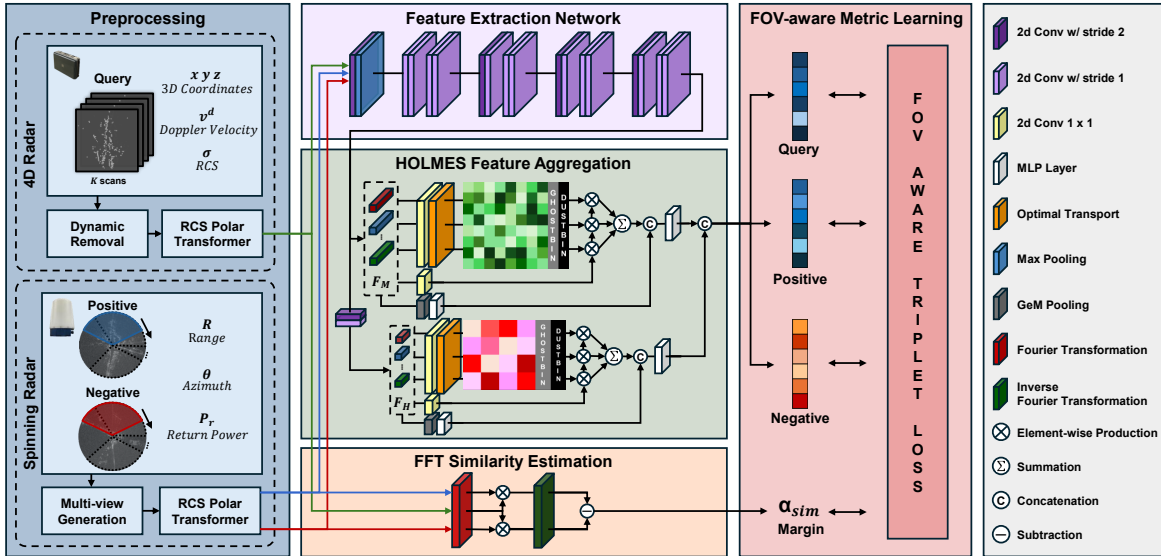 Preprocessing
4D Radar
Query
K scans
x y z
3D Coordinates
v^d
Doppler Velocity
σ
RCS
Dynamic
Removal
RCS Polar
Transformer
Spinning Radar
Positive
Negative
R
Range
θ
Azimuth
P_r
Return Power
Multi-view
Generation
RCS Polar
Transformer
Feature Extraction Network
HOLMES Feature Aggregation
F_M
GHOSTBIN
DUSTBIN
Σ
C
C
F_H
GHOSTBIN
DUSTBIN
Σ
C
FFT Similarity Estimation
FOV-aware Metric Learning
Query
Positive
Negative
α_sim
Margin
FOV AWARE TRIPLET LOSS
2d Conv w/ stride 2
2d Conv w/ stride 1
2d Conv 1 x 1
MLP Layer
Optimal Transport
Max Pooling
GeM Pooling
Fourier Transformation
Inverse
Fourier Transformation
Element-wise Production
Σ Summation
C Concatenation
Subtraction